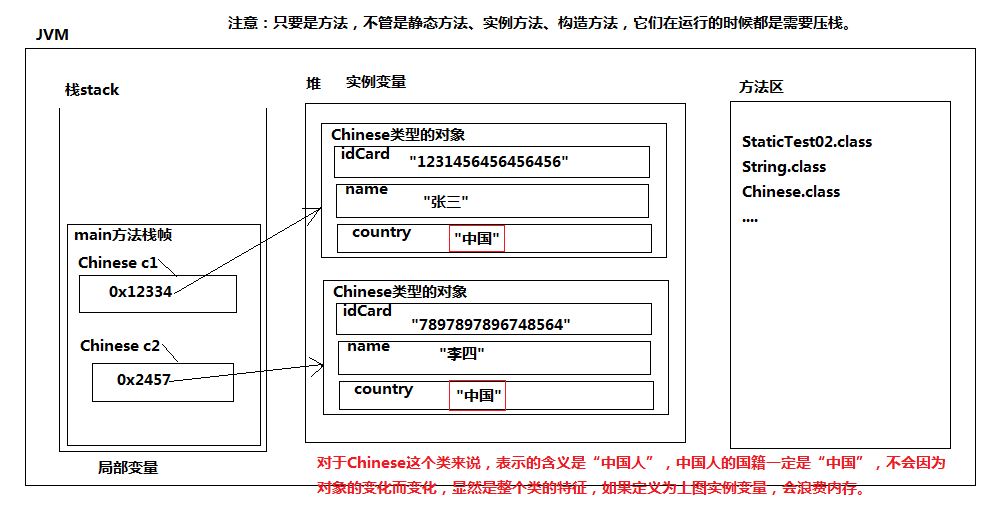 注意：只要是方法，不管是静态方法、实例方法、构造方法，它们在运行的时候都是需要压栈。
JVM
栈stack
堆 实例变量
方法区
Chinese类型的对象
idCard "1231456456456456"
name "张三"
country "中国"
main方法栈帧
Chinese c1
0x12334
Chinese c2
0x2457
局部变量
Chinese类型的对象
idCard "7897897896748564"
name "李四"
country "中国"
StaticTest02.class
String.class
Chinese.class
....
对于Chinese这个类来说，表示的含义是“中国人”，中国人的国籍一定是“中国”，不会因为
对象的变化而变化，显然是整个类的特征，如果定义为上图实例变量，会浪费内存。